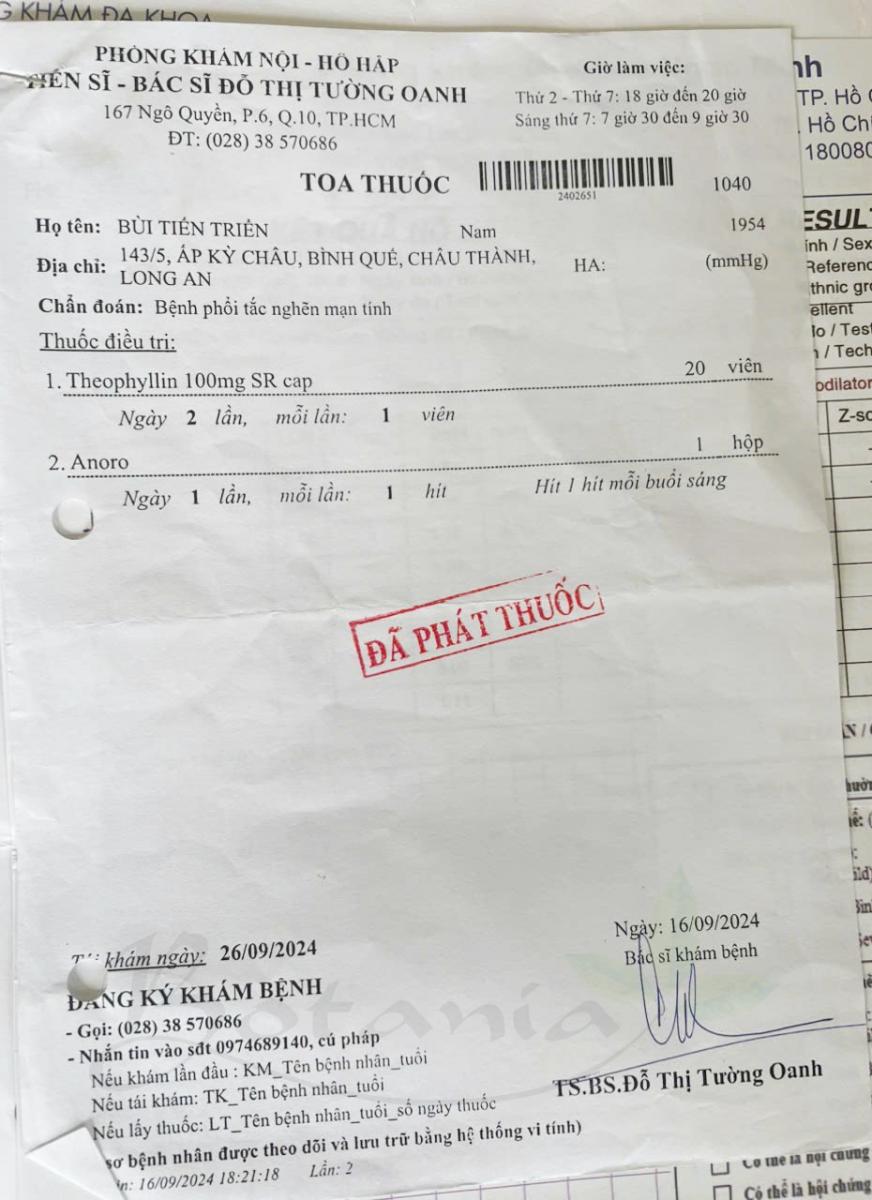 G KHÁM ĐA KHOA
PHÒNG KHÁM NỘI - HÔ HẤP
TIẾN SĨ - BÁC SĨ ĐỖ THỊ TƯỜNG OANH
167 Ngô Quyền, P.6, Q.10, TP.HCM
ĐT: (028) 38 570686
Giờ làm việc:
Thứ 2 - Thứ 7: 18 giờ đến 20 giờ
Sáng thứ 7: 7 giờ 30 đến 9 giờ 30
TOA THUỐC
2402651
1040
Họ tên: BÙI TIẾN TRIỂN Nam 1954
Địa chỉ: 143/5, ẤP KỲ CHÂU, BÌNH QUẾ, CHÂU THÀNH, LONG AN HA: (mmHg)
Chẩn đoán: Bệnh phổi tắc nghẽn mạn tính
Thuốc điều trị:
1. Theophyllin 100mg SR cap 20 viên
Ngày 2 lần, mỗi lần: 1 viên
2. Anoro 1 hộp
Ngày 1 lần, mỗi lần: 1 hít Hít 1 hít mỗi buổi sáng
ĐÃ PHÁT THUỐC
Botania
khám ngày: 26/09/2024
ĐĂNG KÝ KHÁM BỆNH
- Gọi: (028) 38 570686
- Nhắn tin vào sđt 0974689140, cú pháp
Nếu khám lần đầu : KM_Tên bệnh nhân_tuổi
Nếu tái khám: TK_Tên bệnh nhân_tuổi
Nếu lấy thuốc: LT_Tên bệnh nhân_tuổi_số ngày thuốc
sơ bệnh nhân được theo dõi và lưu trữ bằng hệ thống vi tính)
in: 16/09/2024 18:21:18 Lần: 2
Ngày: 16/09/2024
Bác sĩ khám bệnh
TS.BS.Đỗ Thị Tường Oanh
nh
TP. Hồ
Hồ Chí
180080
ESUL
ính / Sex
Referenc
thnic gr
ellent
lo / Test
n / Tech
odilator
Z-sc
Có thể là nội chứng
Có thể là hội chứng